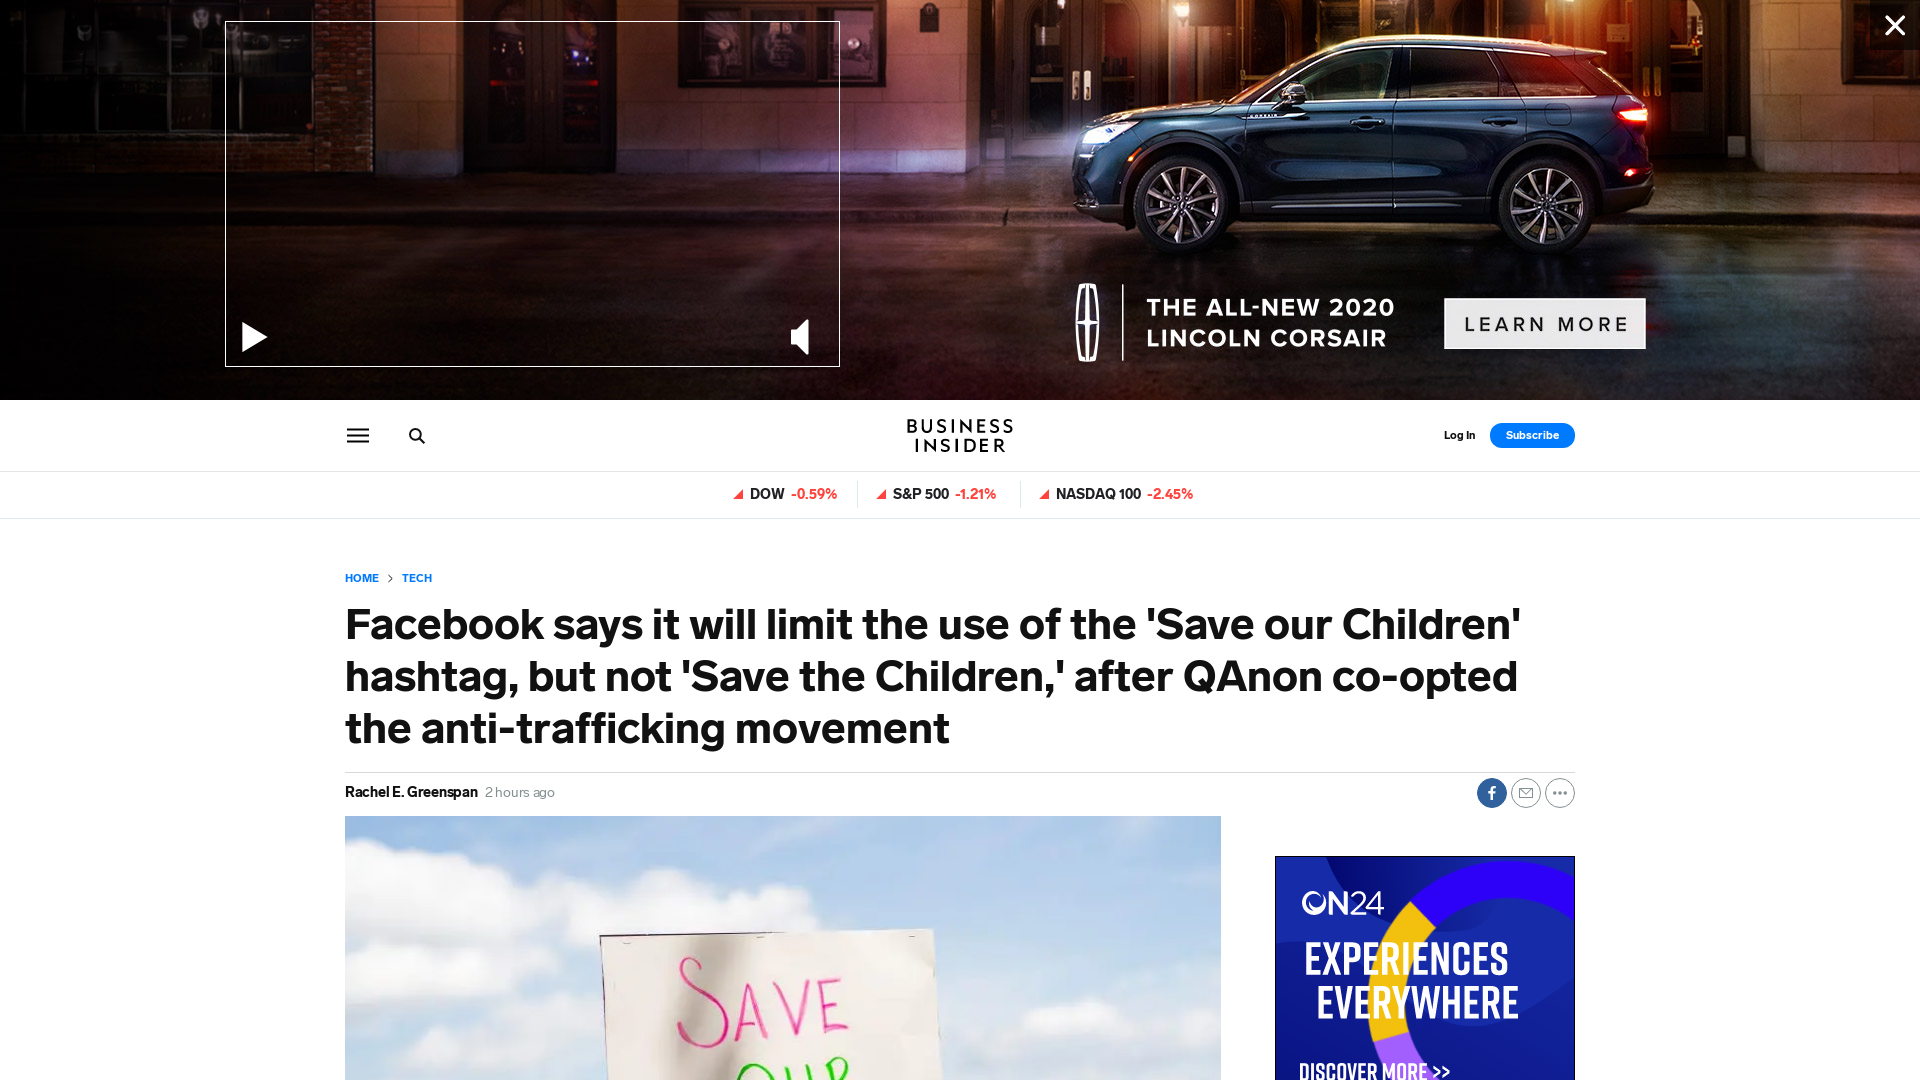 THE ALL-NEW 2020
LINCOLN CORSAIR
LEARN MORE
BUSINESS
INSIDER
Log In
Subscribe
DOW -0.59%
S&P 500 -1.21%
NASDAQ 100 -2.45%
HOME > TECH
Facebook says it will limit the use of the 'Save our Children'
hashtag, but not 'Save the Children,' after QAnon co-opted
the anti-trafficking movement
Rachel E. Greenspan 2 hours ago
SAVE
OUR
ON24
EXPERIENCES
EVERYWHERE
DISCOVER MORE >>